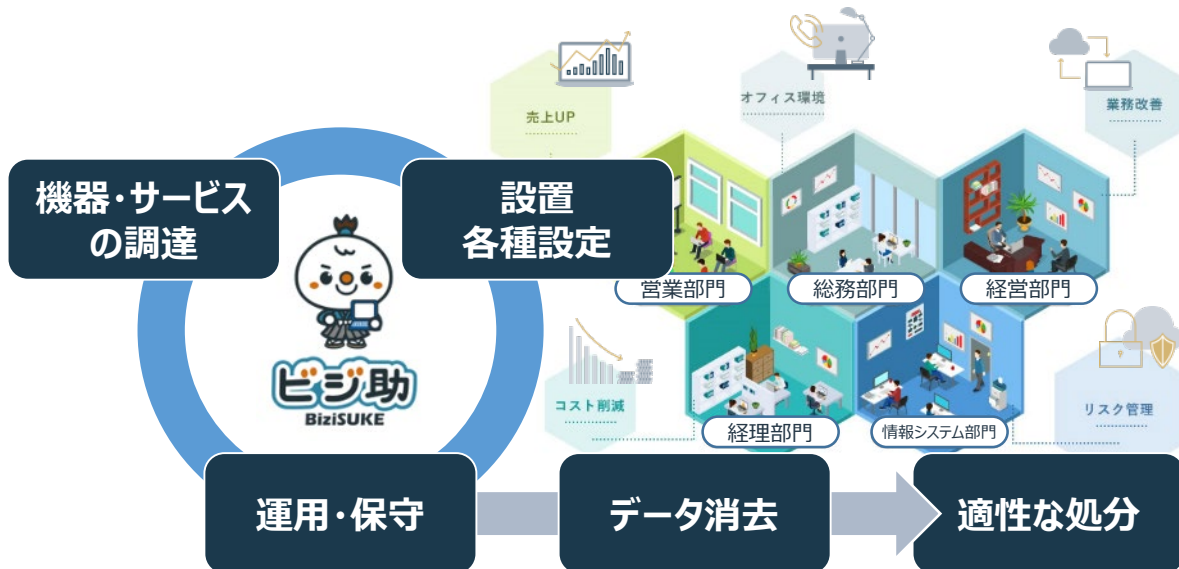 売上UP
オフィス環境
業務改善
機器・サービス
の調達
設置
各種設定
営業部門
総務部門
経営部門
ビジ助
BiziSUKE
コスト削減
リスク管理
経理部門
情報システム部門
運用・保守
データ消去
適性な処分